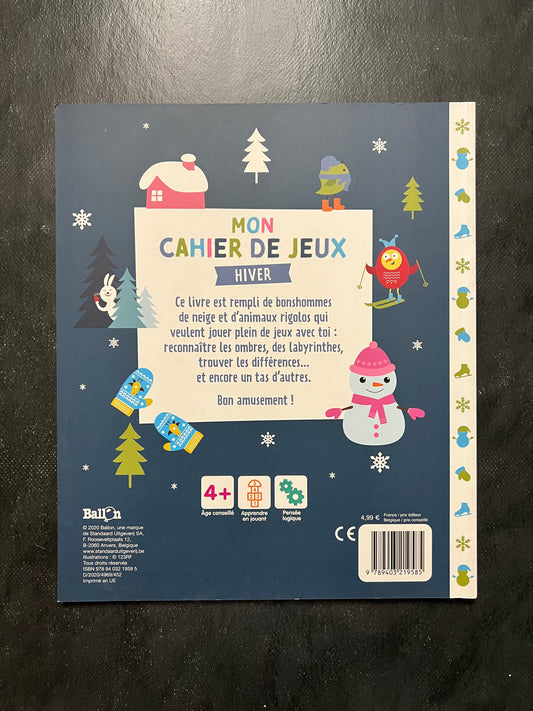 MON
CAHIER DE JEUX
HIVER
Ce livre est rempli de bonshommes
de neige et d'animaux rigolos qui
veulent jouer plein de jeux avec toi :
reconnaître les ombres, des labyrinthes,
trouver les différences...
et encore un tas d'autres.
Bon amusement !
4+
Âge conseillé
Apprendre
en jouant
Pensée
logique
Ballon
© 2020 Ballon, une marque
de Standaard Uitgeverij SA,
F. Rooseveltplaats 12,
B-2060 Anvers, Belgique
www.standaarduitgeverij.be
Illustrations : © 123RF
Tous droits réservés
ISBN 978 94 032 1958 5
D/2020/4969/452
Imprimé en UE
4,99 €
France / prix éditeur
Belgique / prix conseillé
CE
9 789403 219585